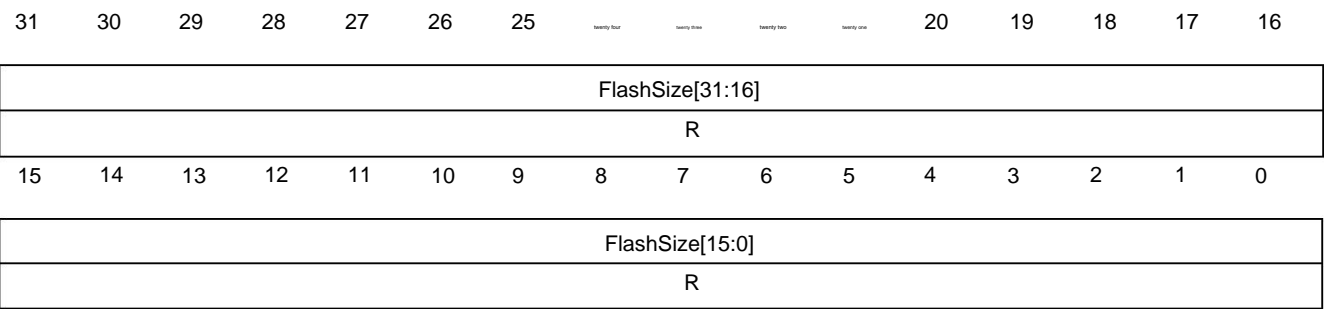 31 30 29 28 27 26 25 twenty four twenty three twenty two twenty one 20 19 18 17 16
FlashSize[31:16]
R
15 14 13 12 11 10 9 8 7 6 5 4 3 2 1 0
FlashSize[15:0]
R